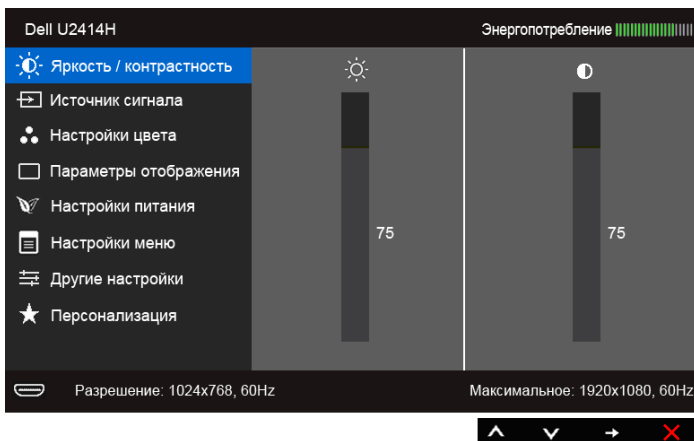 Dell U2414H
Энергопотребление
Яркость / контрастность
Источник сигнала
Настройки цвета
Параметры отображения
Настройки питания
Настройки меню
Другие настройки
Персонализация
75
75
Разрешение: 1024x768, 60Hz
Максимальное: 1920x1080, 60Hz